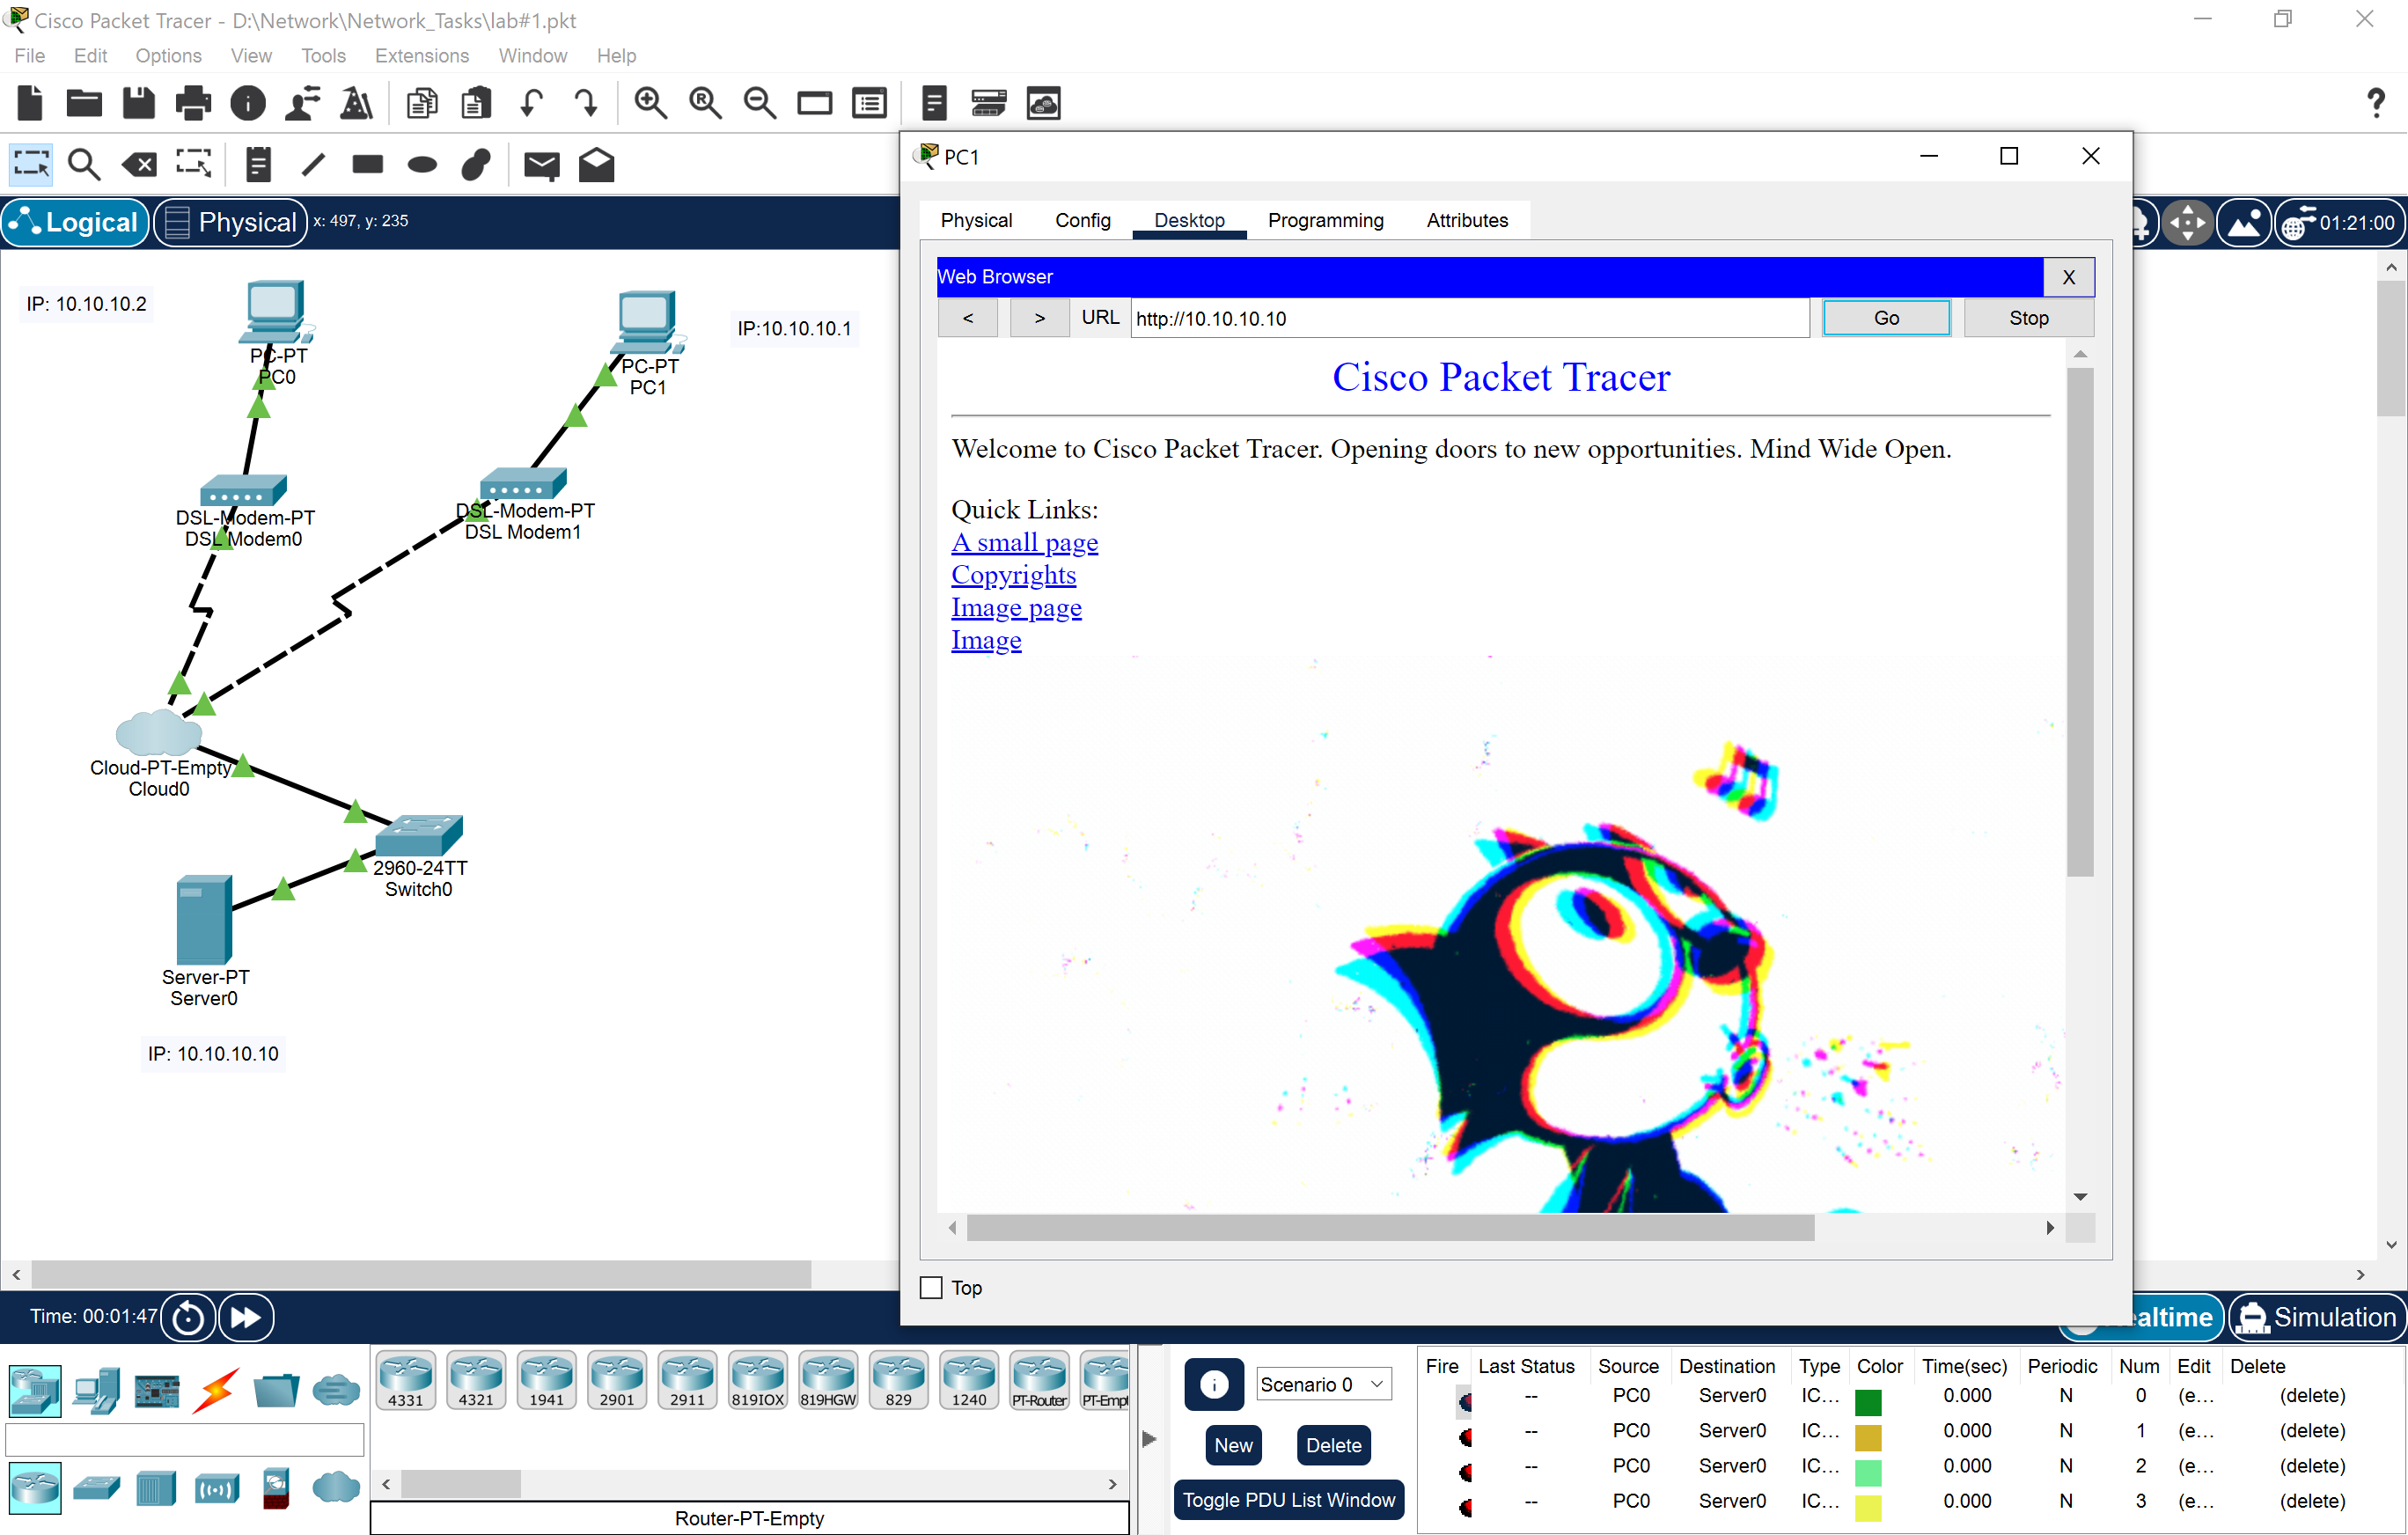 Cisco Packet Tracer - D:\Network\Network_Tasks\lab#1.pkt
File Edit Options View Tools Extensions Window Help
Logical Physical x: 497, y: 235
01:21:00
IP: 10.10.10.2
PC-PT
PC0
IP:10.10.10.1
PC-PT
PC1
DSL-Modem-PT
DSL Modem0
DSL-Modem-PT
DSL Modem1
Cloud-PT-Empty
Cloud0
2960-24TT
Switch0
Server-PT
Server0
IP: 10.10.10.10
PC1
Physical Config Desktop Programming Attributes
Web Browser X
< > URL http://10.10.10.10 Go Stop
Cisco Packet Tracer
Welcome to Cisco Packet Tracer. Opening doors to new opportunities. Mind Wide Open.
Quick Links:
A small page
Copyrights
Image page
Image
Top
Time: 00:01:47
ealtime Simulation
4331 4321 1941 2901 2911 819IOX 819HGW 829 1240 PT-Router PT-Empt
Router-PT-Empty
Scenario 0
New Delete
Toggle PDU List Window
Fire Last Status Source Destination Type Color Time(sec) Periodic Num Edit Delete
-- PC0 Server0 IC... 0.000 N 0 (e... (delete)
-- PC0 Server0 IC... 0.000 N 1 (e... (delete)
-- PC0 Server0 IC... 0.000 N 2 (e... (delete)
-- PC0 Server0 IC... 0.000 N 3 (e... (delete)